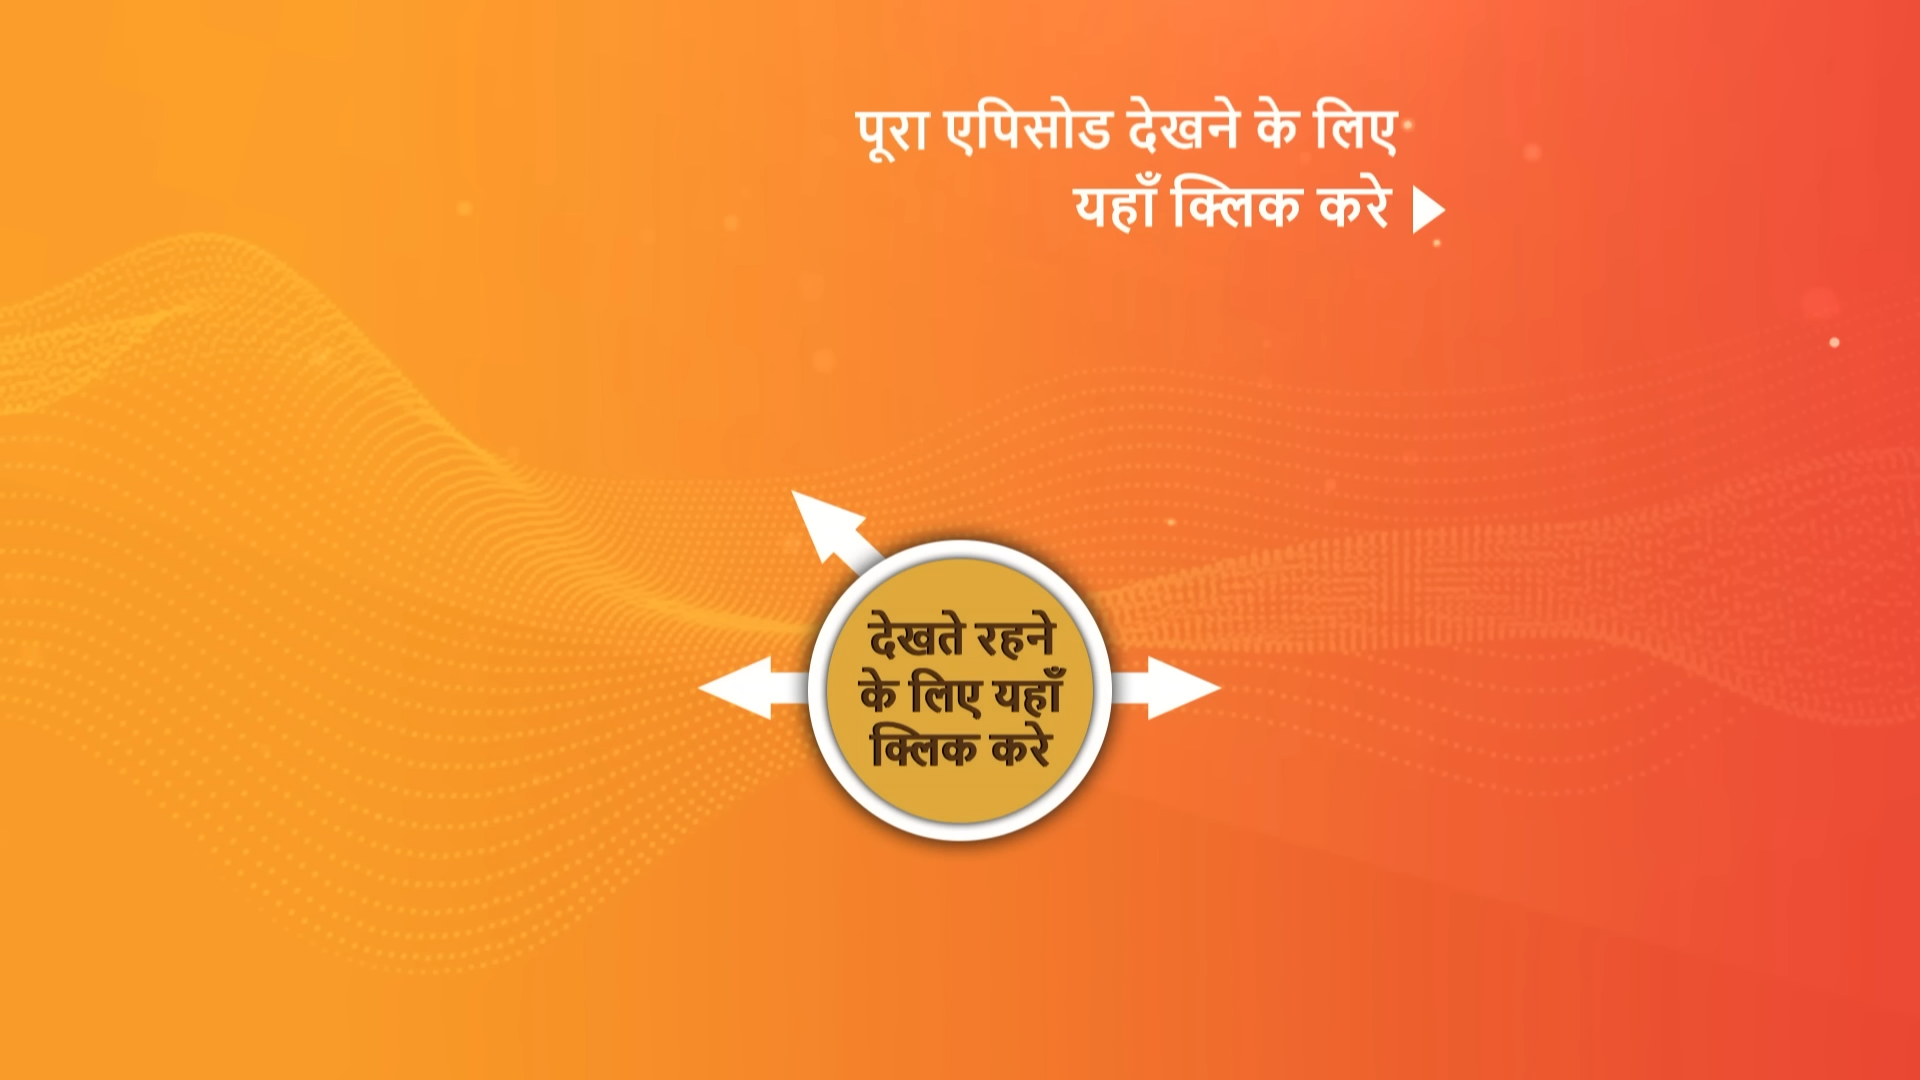 पूरा एपिसोड देखने के लिए
यहाँ क्लिक करे
देखते रहने
के लिए यहाँ
क्लिक करे